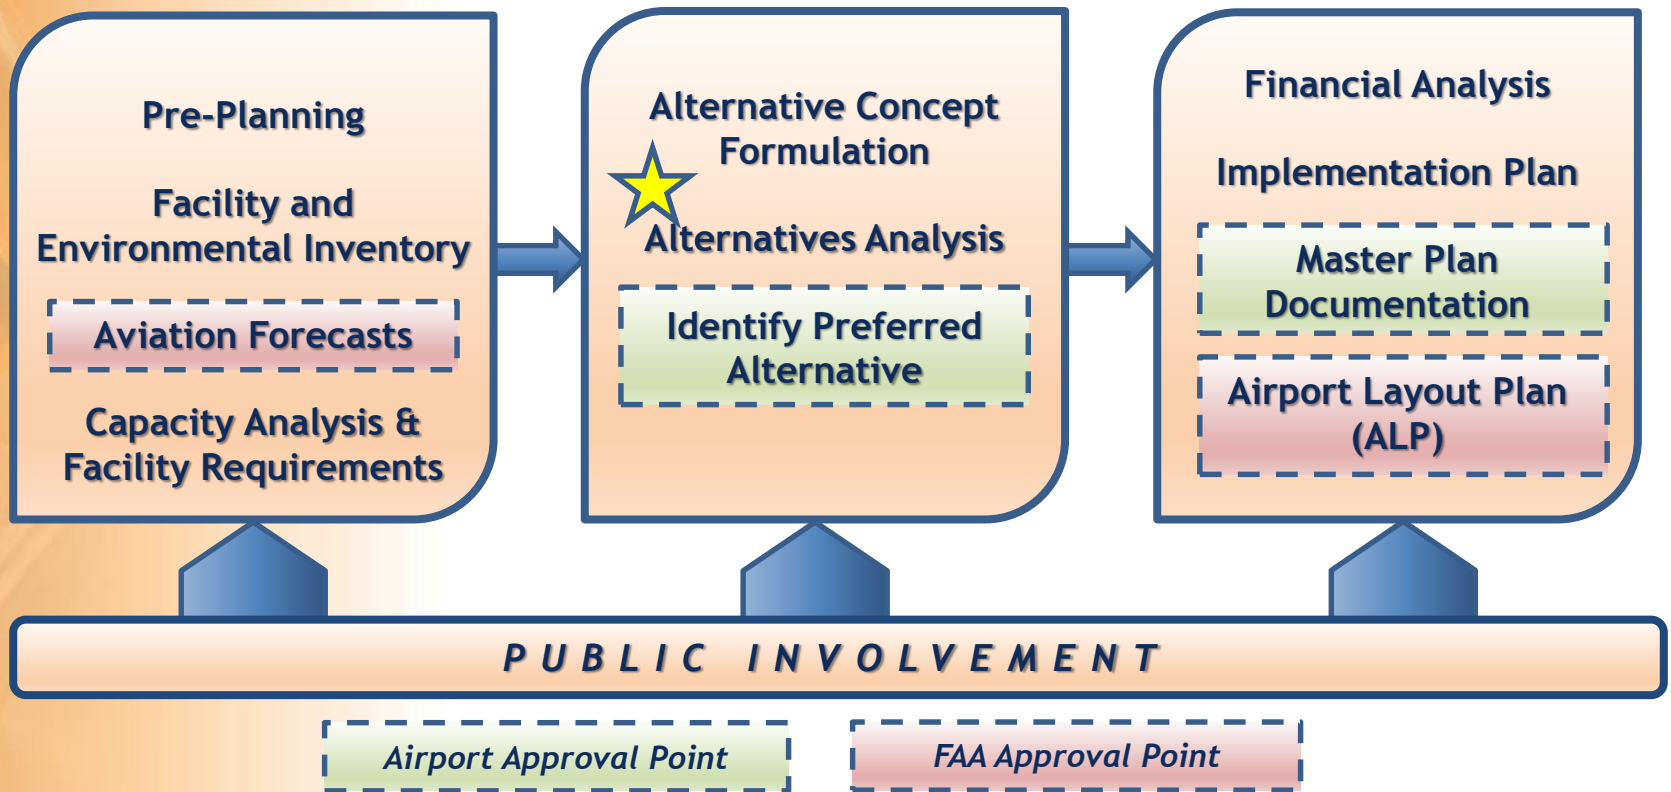 Pre-Planning
Facility and
Environmental Inventory
Aviation Forecasts
Capacity Analysis &
Facility Requirements
Alternative Concept
Formulation
Alternatives Analysis
Identify Preferred
Alternative
Financial Analysis
Implementation Plan
Master Plan
Documentation
Airport Layout Plan
(ALP)
PUBLIC INVOLVEMENT
Airport Approval Point
FAA Approval Point